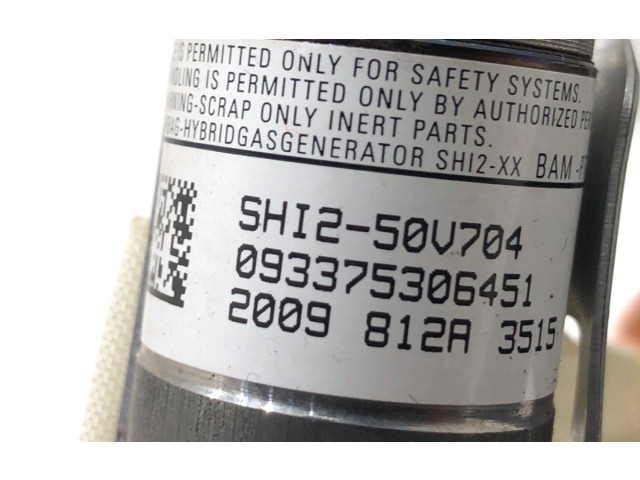 IS PERMITTED ONLY FOR SAFETY SYSTEMS.
IS PERMITTED ONLY BY AUTHORIZED
-SCRAP ONLY INERT PARTS.
-HYBRIDGASGENERATOR SHI2-XX BAM-
SHI2-50V704
093375306451
2009 812A 3515